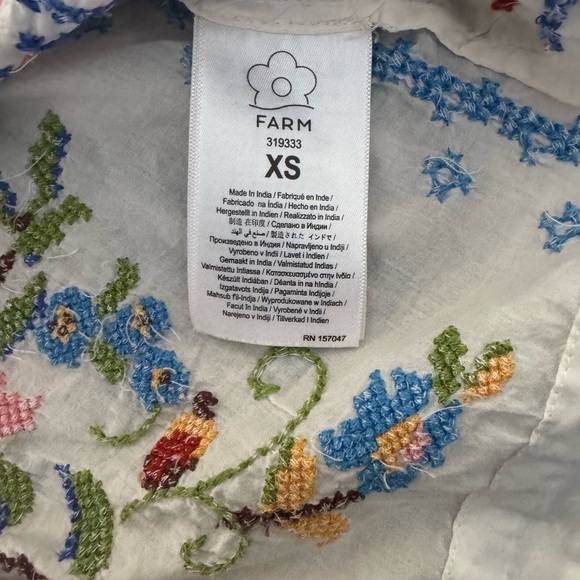 FARM
319333
XS
Made In India / Fabriqué en Inde /
Fabricado na Índia / Hecho en India /
Hergestellt in Indien / Realizzato in India /
制造 在印度 / Сделано в Индии /
صنع في الهند / 製造された インドで /
Произведено в Индия / Napravljeno u Indiji /
Vyrobeno v Indii / Lavet i Indien /
Gemaakt in India / Valmistatud Indias /
Valmistettu Intiassa / Κατασκευασμένο στην Ινδία /
Készült Indiában / Déanta in na hIndia /
Izgatavots Indijā / Pagaminta Indijoje /
Mahsub fl-Indja / Wyprodukowane w Indiach /
Facut în India / Vyrobené v Indii /
Narejeno v Indiji / Tillverkad I Indien
RN 157047